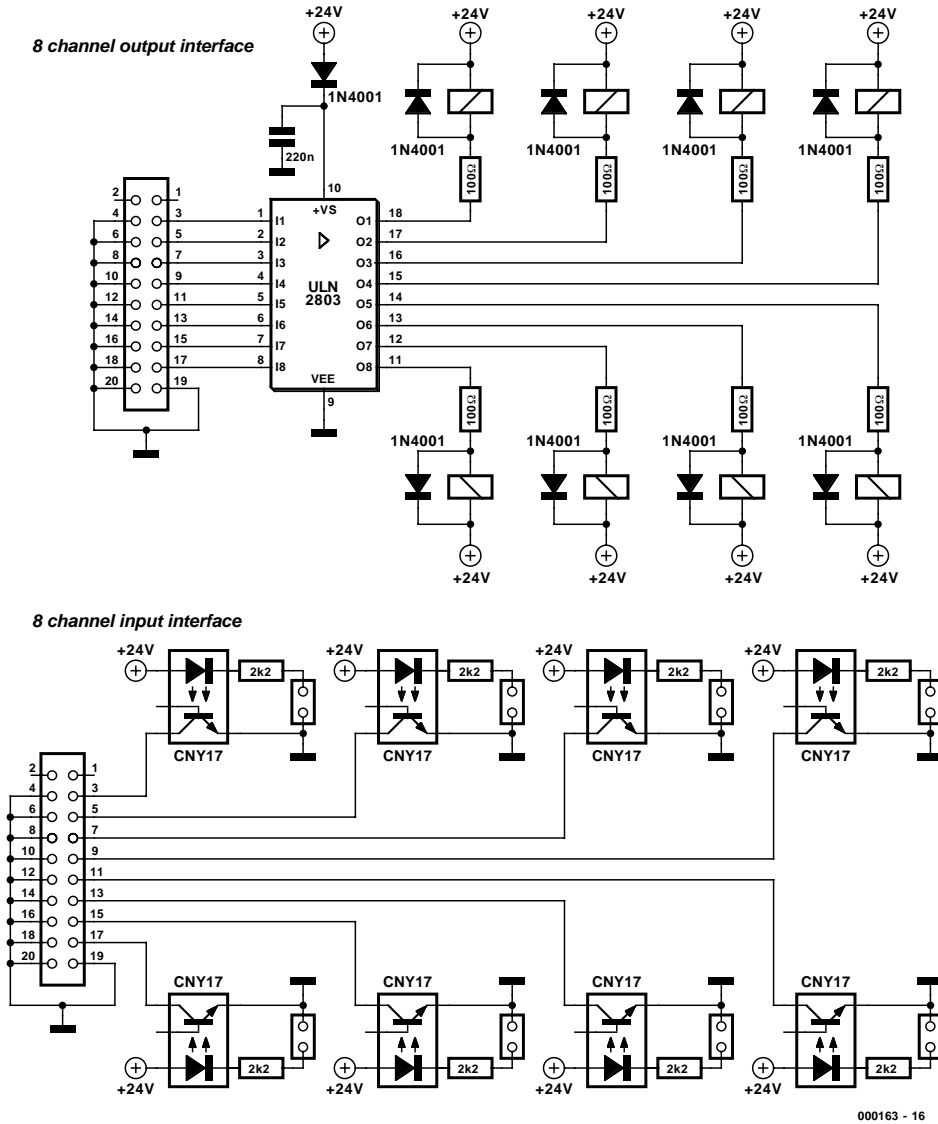 +24V
+24V
+24V
+24V
+24V
8 channel output interface
1N4001
220n
1N4001
1N4001
1N4001
1N4001
100Ω
100Ω
100Ω
100Ω
2
1
4
3
6
5
8
7
10
9
12
11
14
13
16
15
18
17
20
19
10
+VS
1
I1
O1
18
2
I2
O2
17
3
I3
O3
16
4
I4
O4
15
ULN
2803
5
I5
O5
14
6
I6
O6
13
7
I7
O7
12
8
I8
O8
11
VEE
9
100Ω
100Ω
100Ω
100Ω
1N4001
1N4001
1N4001
1N4001
+24V
+24V
+24V
+24V
8 channel input interface
+24V
+24V
+24V
+24V
2k2
2k2
2k2
2k2
CNY17
CNY17
CNY17
CNY17
2
1
4
3
6
5
8
7
10
9
12
11
14
13
16
15
18
17
20
19
CNY17
CNY17
CNY17
CNY17
2k2
2k2
2k2
2k2
+24V
+24V
+24V
+24V
000163 - 16